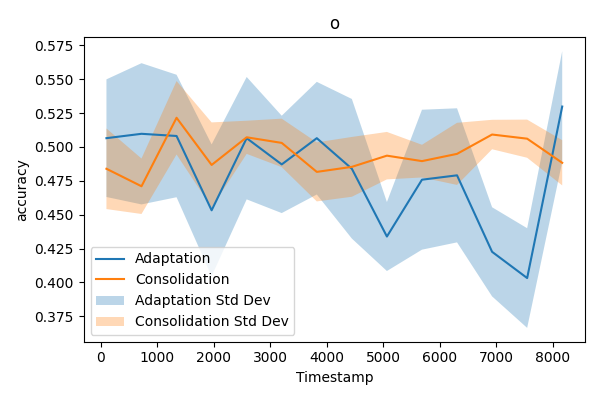 o
accuracy
0.575
0.550
0.525
0.500
0.475
0.450
0.425
0.400
0.375
Adaptation
Consolidation
Adaptation Std Dev
Consolidation Std Dev
0 1000 2000 3000 4000 5000 6000 7000 8000
Timestamp